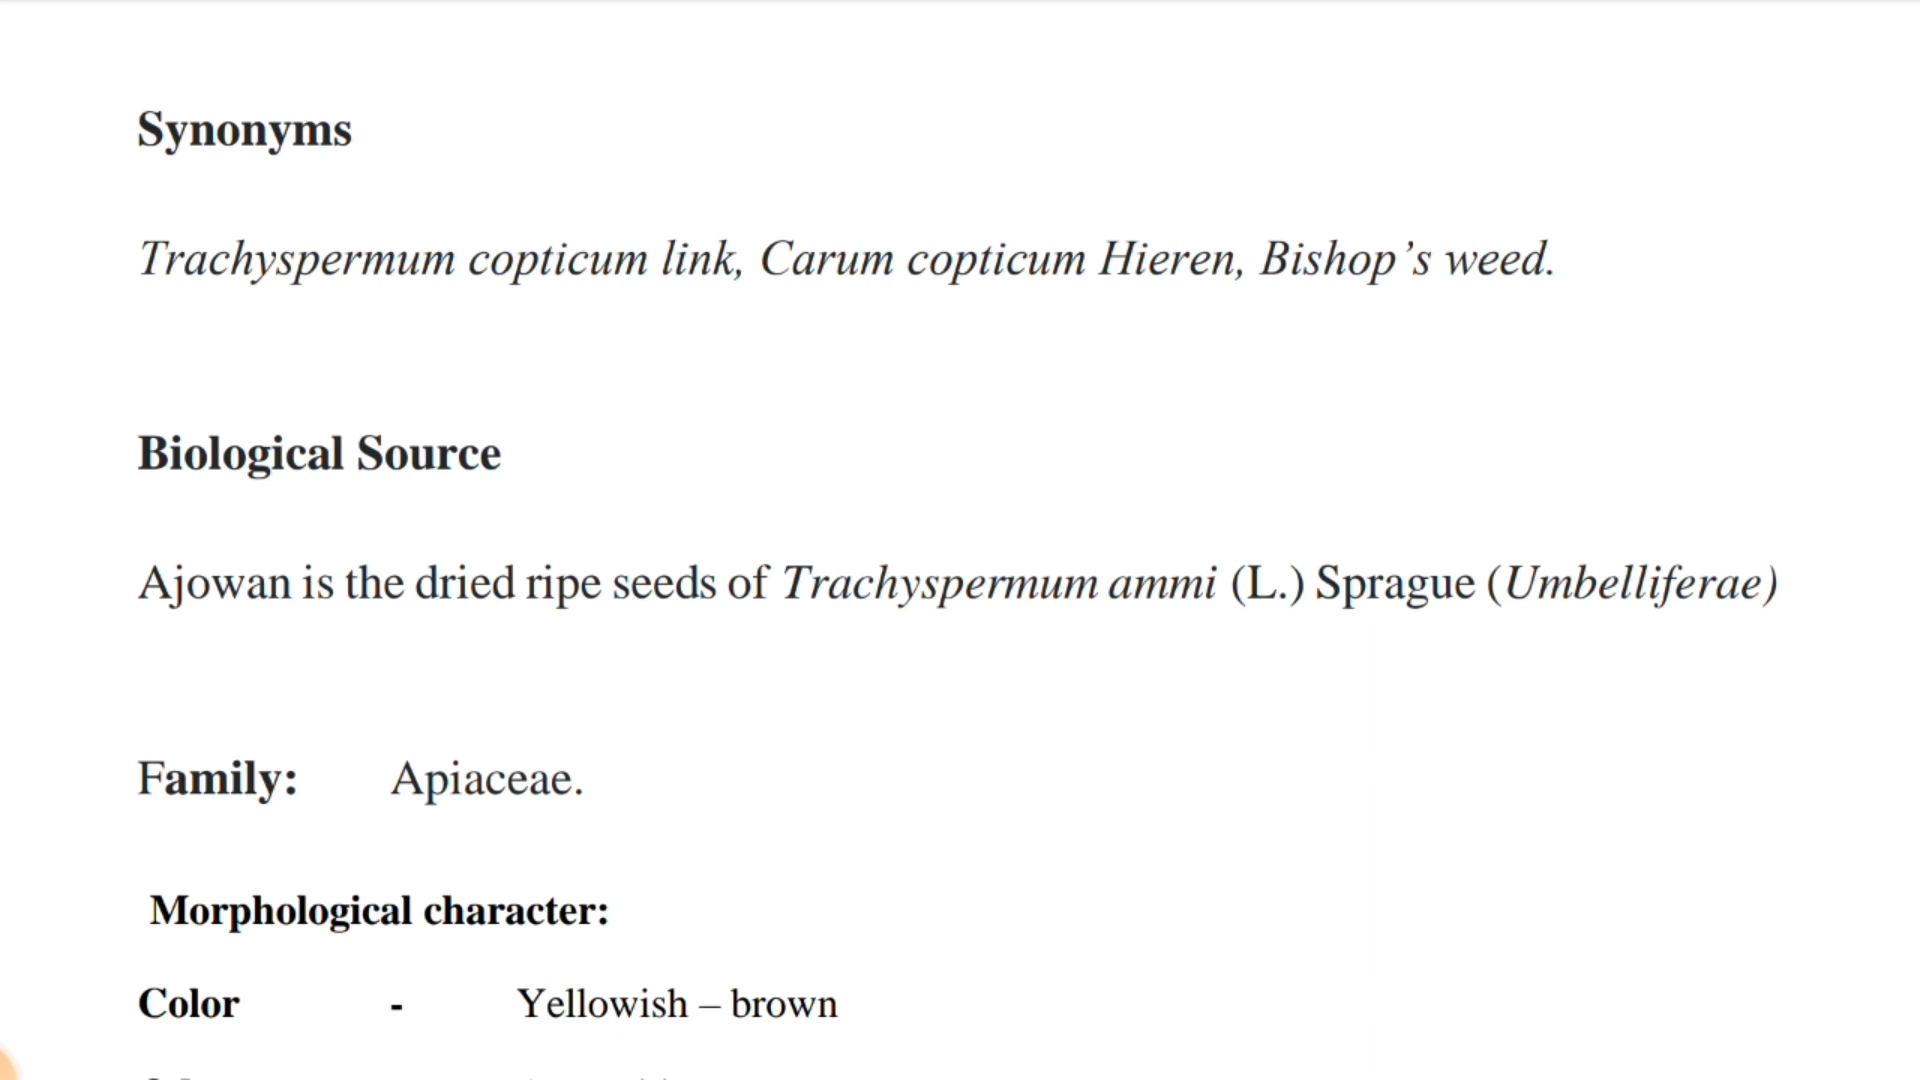 Synonyms
Trachyspermum copticum link, Carum copticum Hieren, Bishop’s weed.
Biological Source
Ajowan is the dried ripe seeds of Trachyspermum ammi (L.) Sprague (Umbelliferae)
Family: Apiaceae.
Morphological character:
Color - Yellowish – brown